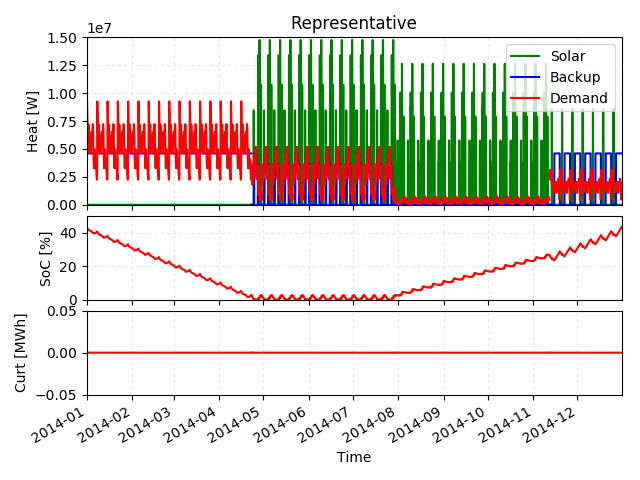 Representative
1e7
1.50
1.25
1.00
0.75
0.50
0.25
0.00
Heat [W]
Solar
Backup
Demand
40
20
0
SoC [%]
0.05
0.00
−0.05
Curt [MWh]
2014-01
2014-02
2014-03
2014-04
2014-05
2014-06
2014-07
2014-08
2014-09
2014-10
2014-11
2014-12
Time